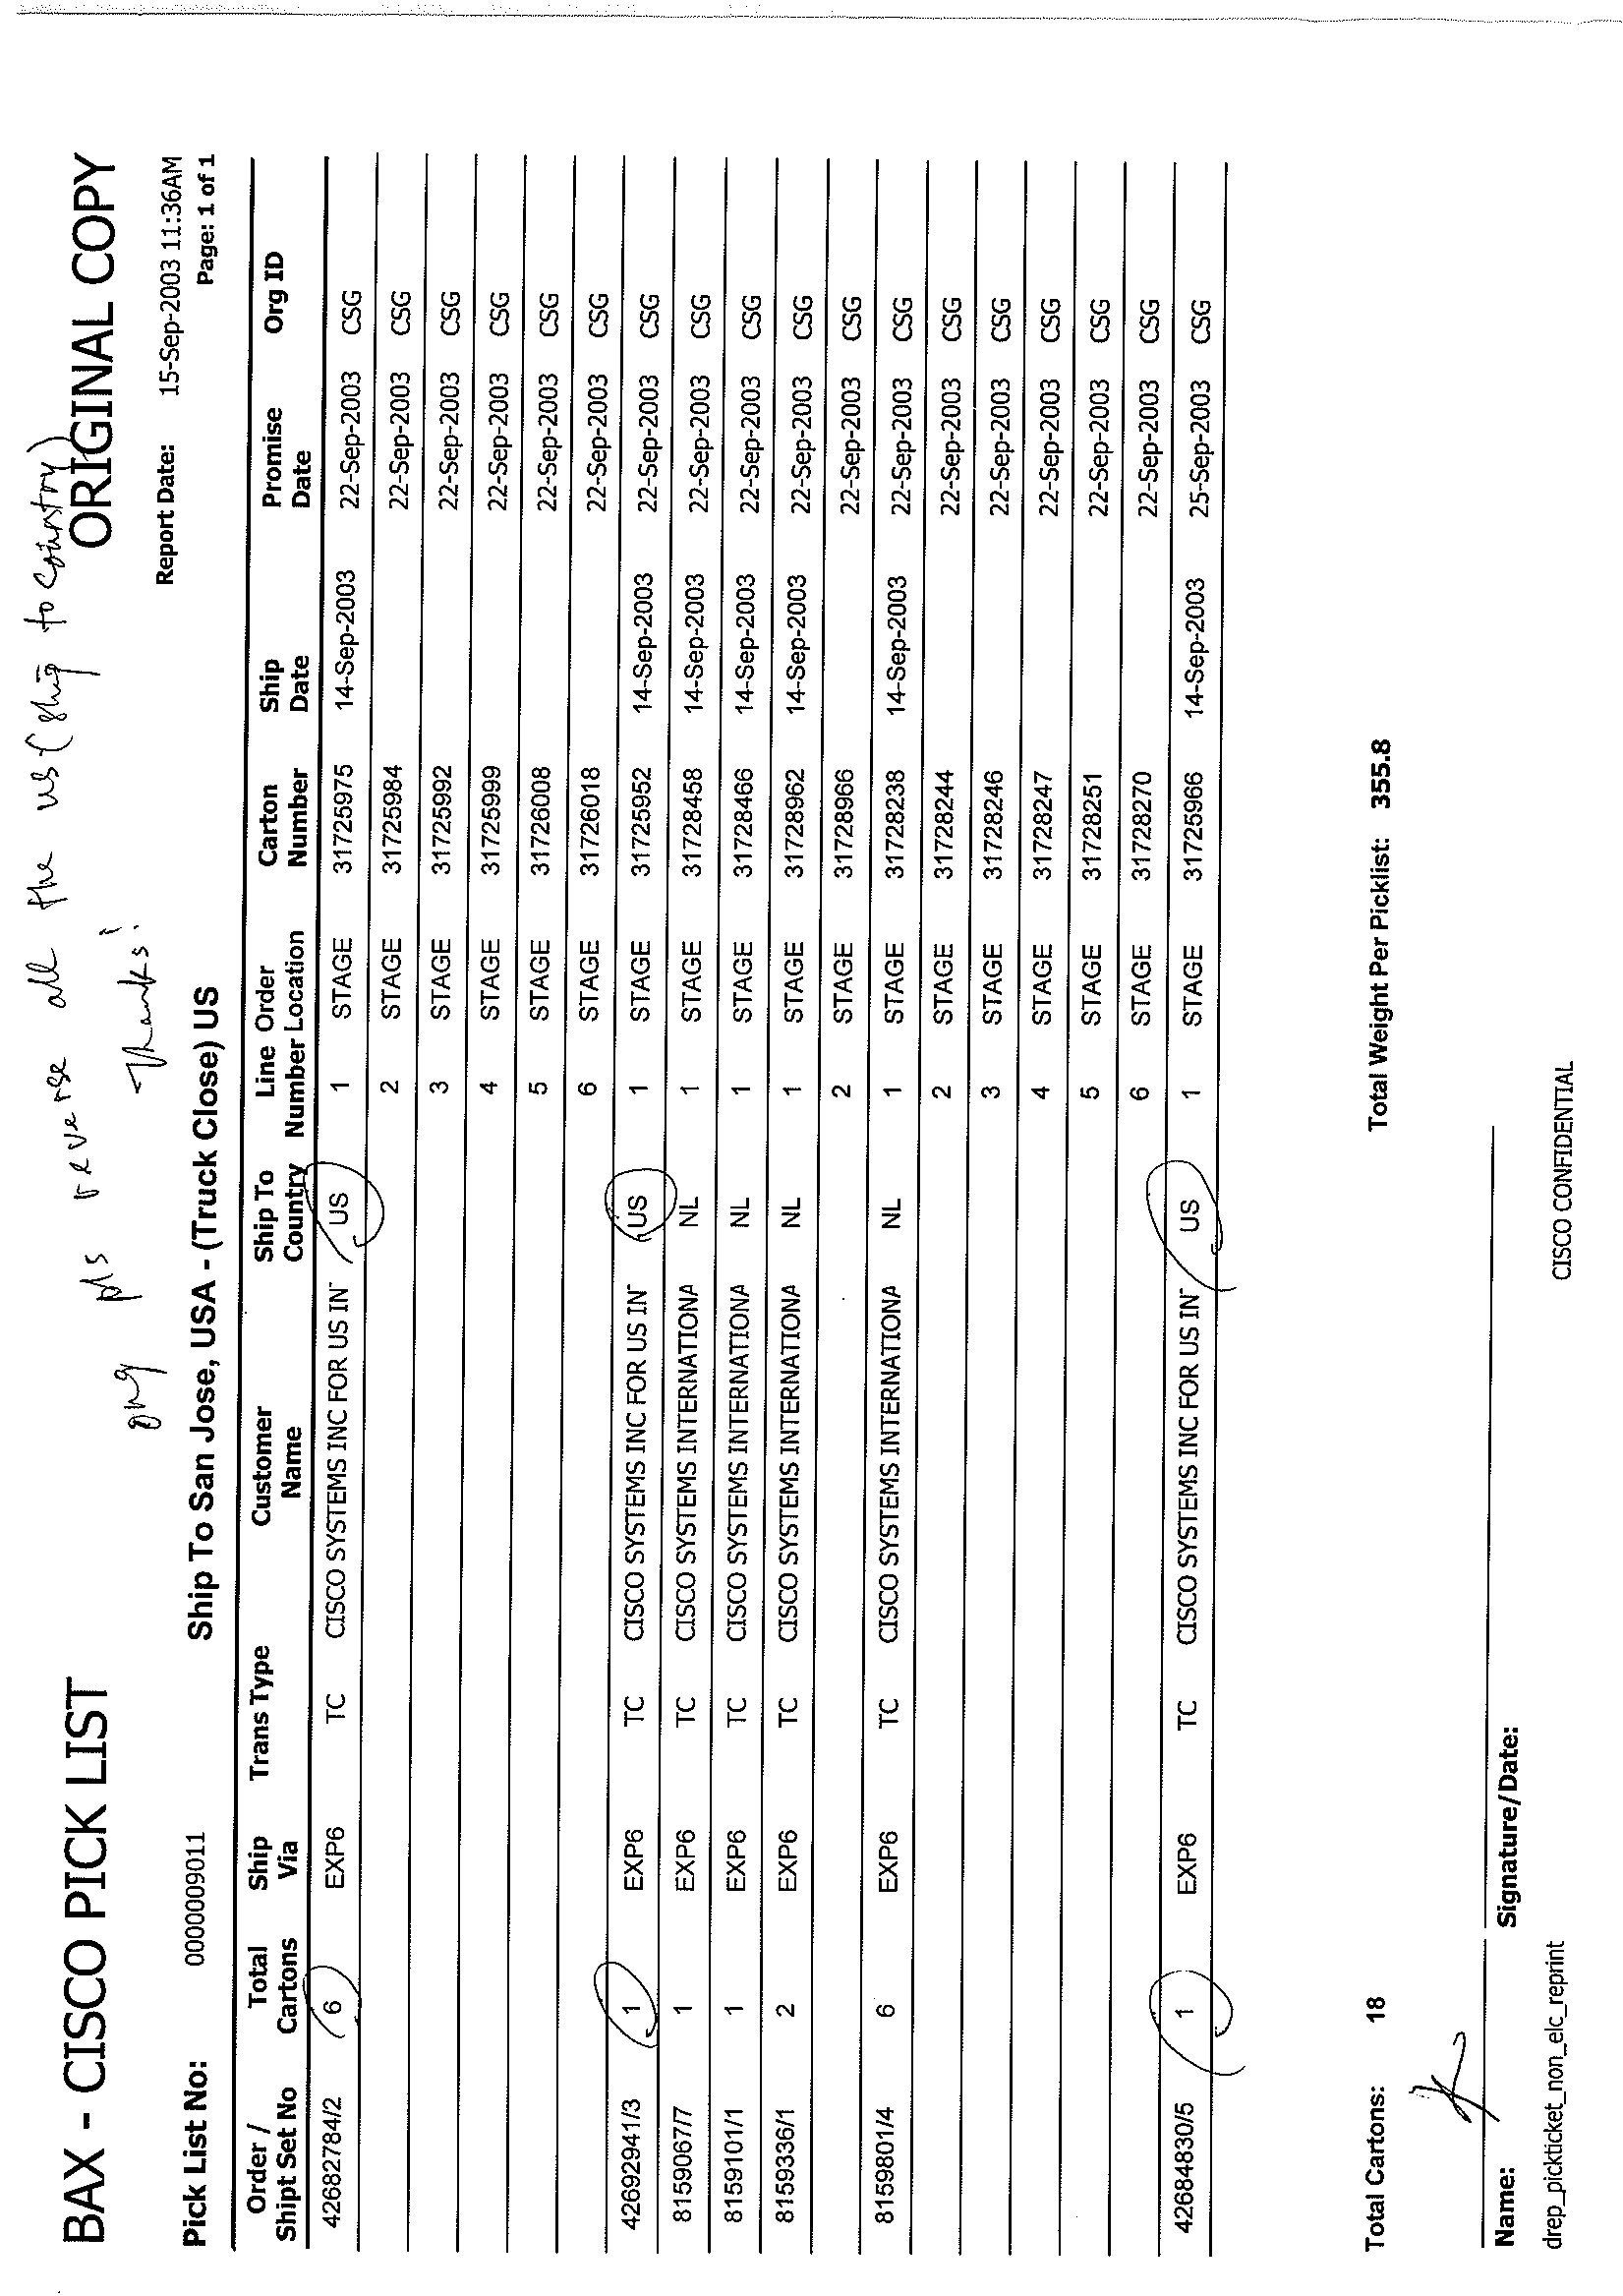 ong pls reverse all the us (ship to country)
Thanks!
BAX - CISCO PICK LIST ORIGINAL COPY
Report Date: 15-Sep-2003 11:36AM
Pick List No: 0000009011 Page: 1 of 1
Ship To San Jose, USA - (Truck Close) US
Order / Total Ship Trans Type Customer Ship To Line Order Carton Ship Promise Org ID
Shipt Set No Cartons Via Name Country Number Location Number Date Date
42682784/2 6 EXP6 TC CISCO SYSTEMS INC FOR US IN US 1 STAGE 31725975 14-Sep-2003 22-Sep-2003 CSG
2 STAGE 31725984 22-Sep-2003 CSG
3 STAGE 31725992 22-Sep-2003 CSG
4 STAGE 31725999 22-Sep-2003 CSG
5 STAGE 31726008 22-Sep-2003 CSG
6 STAGE 31726018 22-Sep-2003 CSG
42692941/3 1 EXP6 TC CISCO SYSTEMS INC FOR US IN US 1 STAGE 31725952 14-Sep-2003 22-Sep-2003 CSG
8159067/7 1 EXP6 TC CISCO SYSTEMS INTERNATIONA NL 1 STAGE 31728458 14-Sep-2003 22-Sep-2003 CSG
8159101/1 1 EXP6 TC CISCO SYSTEMS INTERNATIONA NL 1 STAGE 31728466 14-Sep-2003 22-Sep-2003 CSG
8159336/1 2 EXP6 TC CISCO SYSTEMS INTERNATIONA NL 1 STAGE 31728962 14-Sep-2003 22-Sep-2003 CSG
2 STAGE 31728966 22-Sep-2003 CSG
8159801/4 6 EXP6 TC CISCO SYSTEMS INTERNATIONA NL 1 STAGE 31728238 14-Sep-2003 22-Sep-2003 CSG
2 STAGE 31728244 22-Sep-2003 CSG
3 STAGE 31728246 22-Sep-2003 CSG
4 STAGE 31728247 22-Sep-2003 CSG
5 STAGE 31728251 22-Sep-2003 CSG
6 STAGE 31728270 22-Sep-2003 CSG
42684830/5 1 EXP6 TC CISCO SYSTEMS INC FOR US IN US 1 STAGE 31725966 14-Sep-2003 25-Sep-2003 CSG
Total Cartons: 18 Total Weight Per Picklist: 355.8
Name: Signature/Date:
drep_pickticket_non_elc_reprint CISCO CONFIDENTIAL